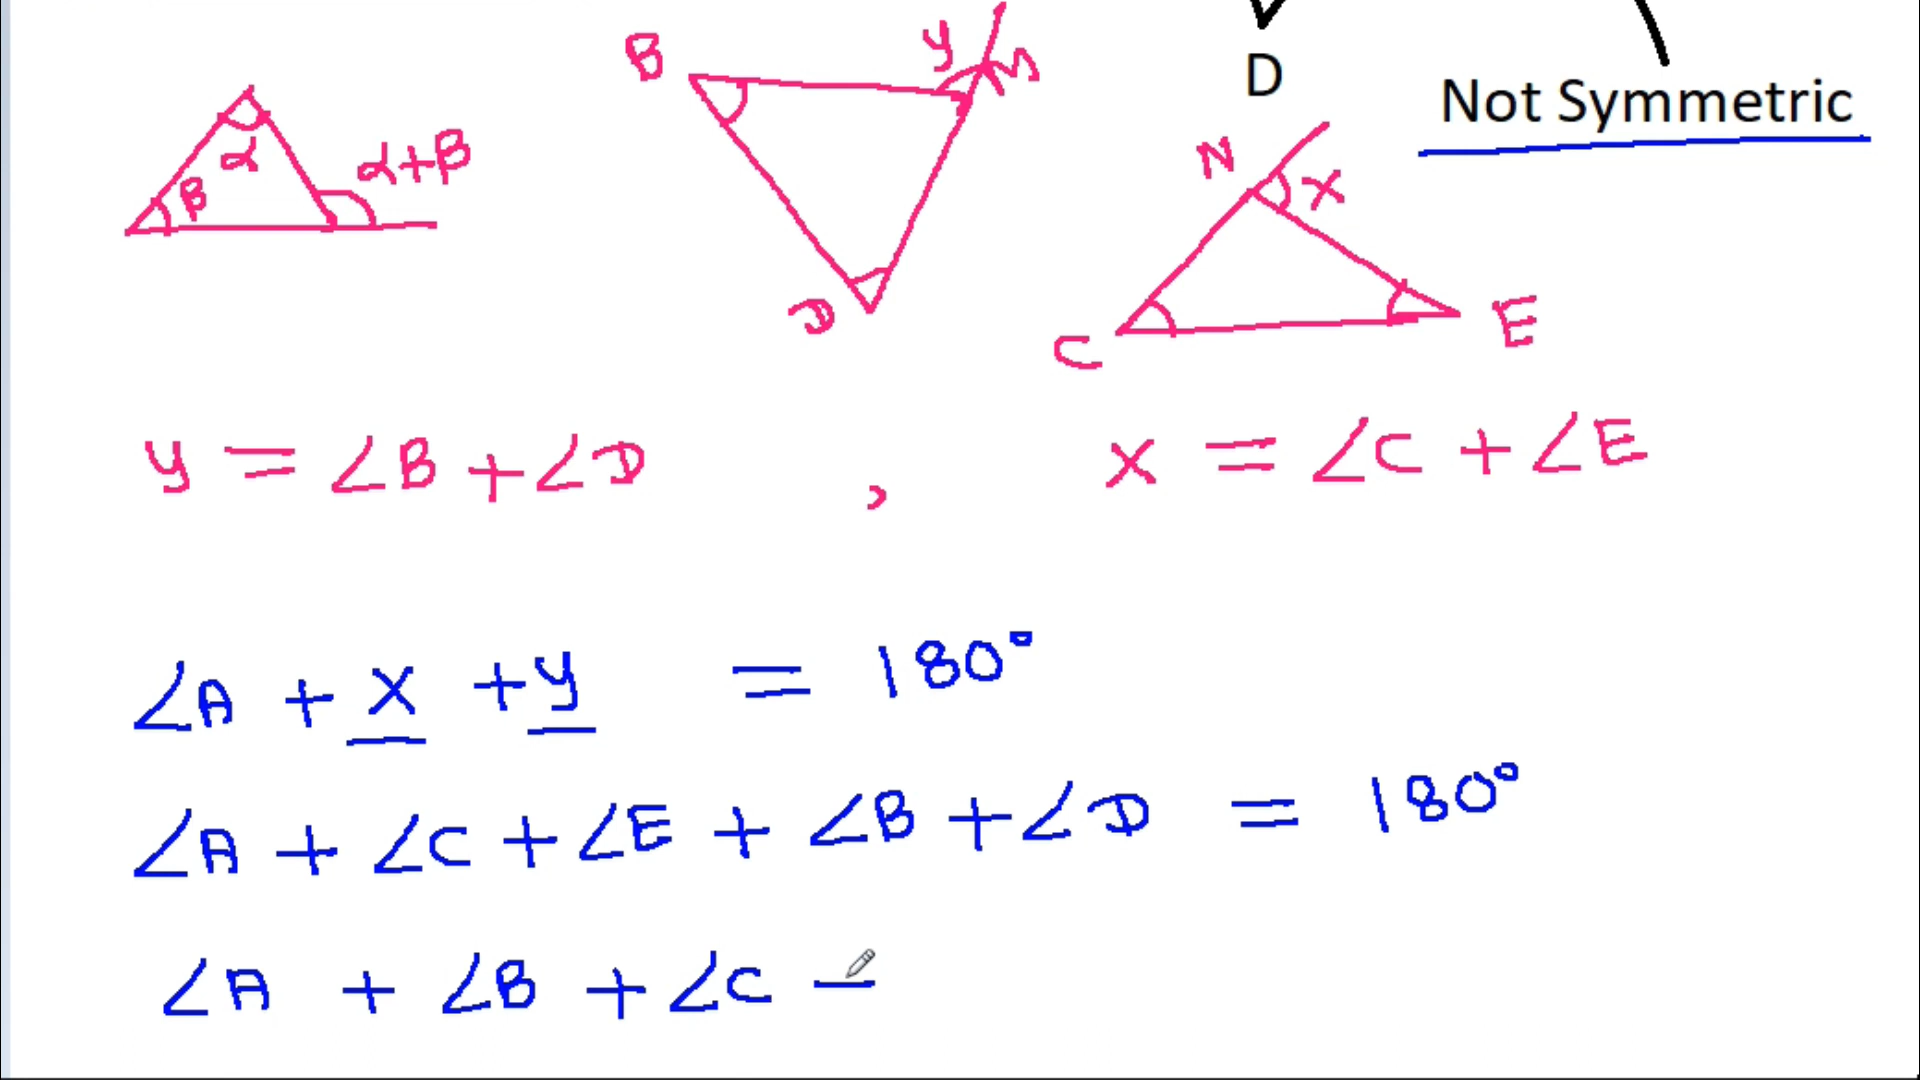 B y M D
Not Symmetric
α β α+β N x
D C E
y = ∠B + ∠D , x = ∠C + ∠E
∠A + x + y = 180°
∠A + ∠C + ∠E + ∠B + ∠D = 180°
∠A + ∠B + ∠C −